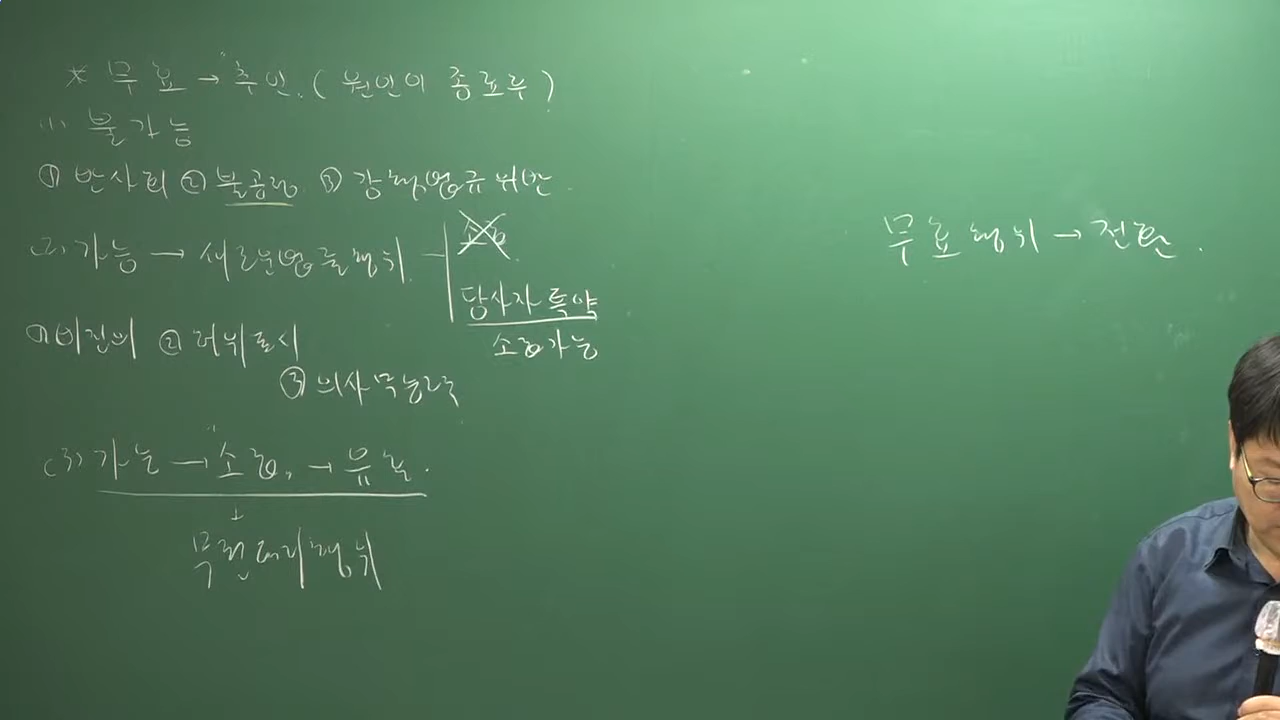 * 무효 → 추인. (원인이 종료후)
(1) 불가능
① 반사회 ② 불공정 ③ 강행법규위반.
(2) 가능 → 새로운법률행위
소급.
당사자 특약
소급가능
① 비진의 ② 허위표시
③ 의사무능력
(3) 가능 → 소급, → 유효.
↓
무권대리행위
무효행위 → 전환.